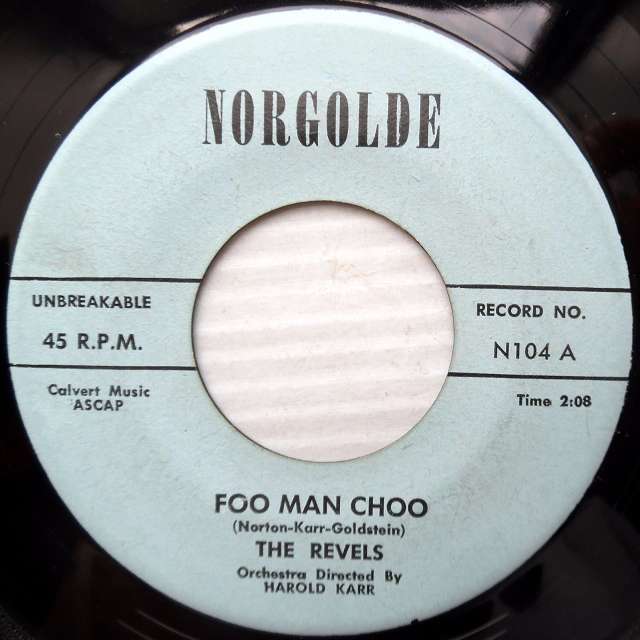 NORGOLDE
UNBREAKABLE
45 R.P.M.
Calvert Music
ASCAP
RECORD NO.
N104 A
Time 2:08
FOO MAN CHOO
(Norton-Karr-Goldstein)
THE REVELS
Orchestra Directed By
HAROLD KARR